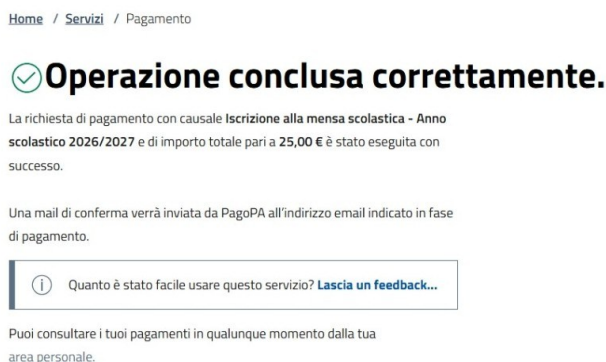 Home / Servizi / Pagamento
Operazione conclusa correttamente.
La richiesta di pagamento con causale Iscrizione alla mensa scolastica - Anno
scolastico 2026/2027 e di importo totale pari a 25,00 € è stato eseguita con
successo.
Una mail di conferma verrà inviata da PagoPA all'indirizzo email indicato in fase
di pagamento.
Quanto è stato facile usare questo servizio? Lascia un feedback...
Puoi consultare i tuoi pagamenti in qualunque momento dalla tua
area personale.